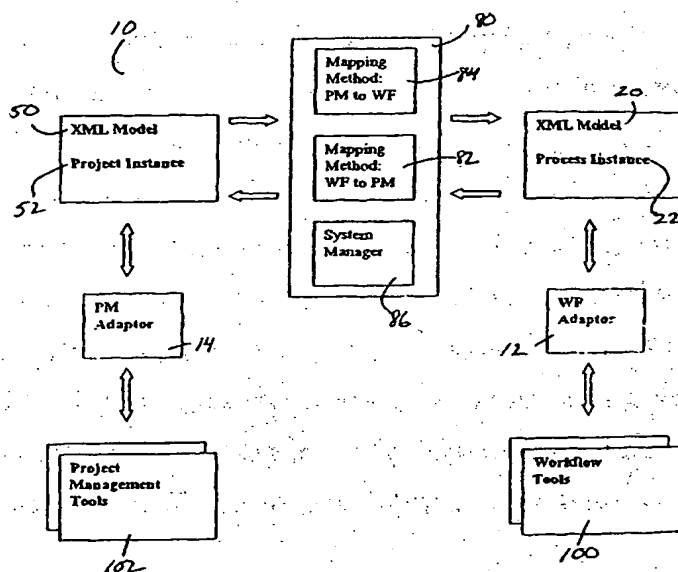 10
80
Mapping
Method:
PM to WF
84
50
XML Model
Project Instance
52
Mapping
Method:
WF to PM
82
20
XML Model
Process Instance
22
System
Manager
86
PM
Adaptor
14
WF
Adaptor
12
Project
Management
Tools
102
Workflow
Tools
100